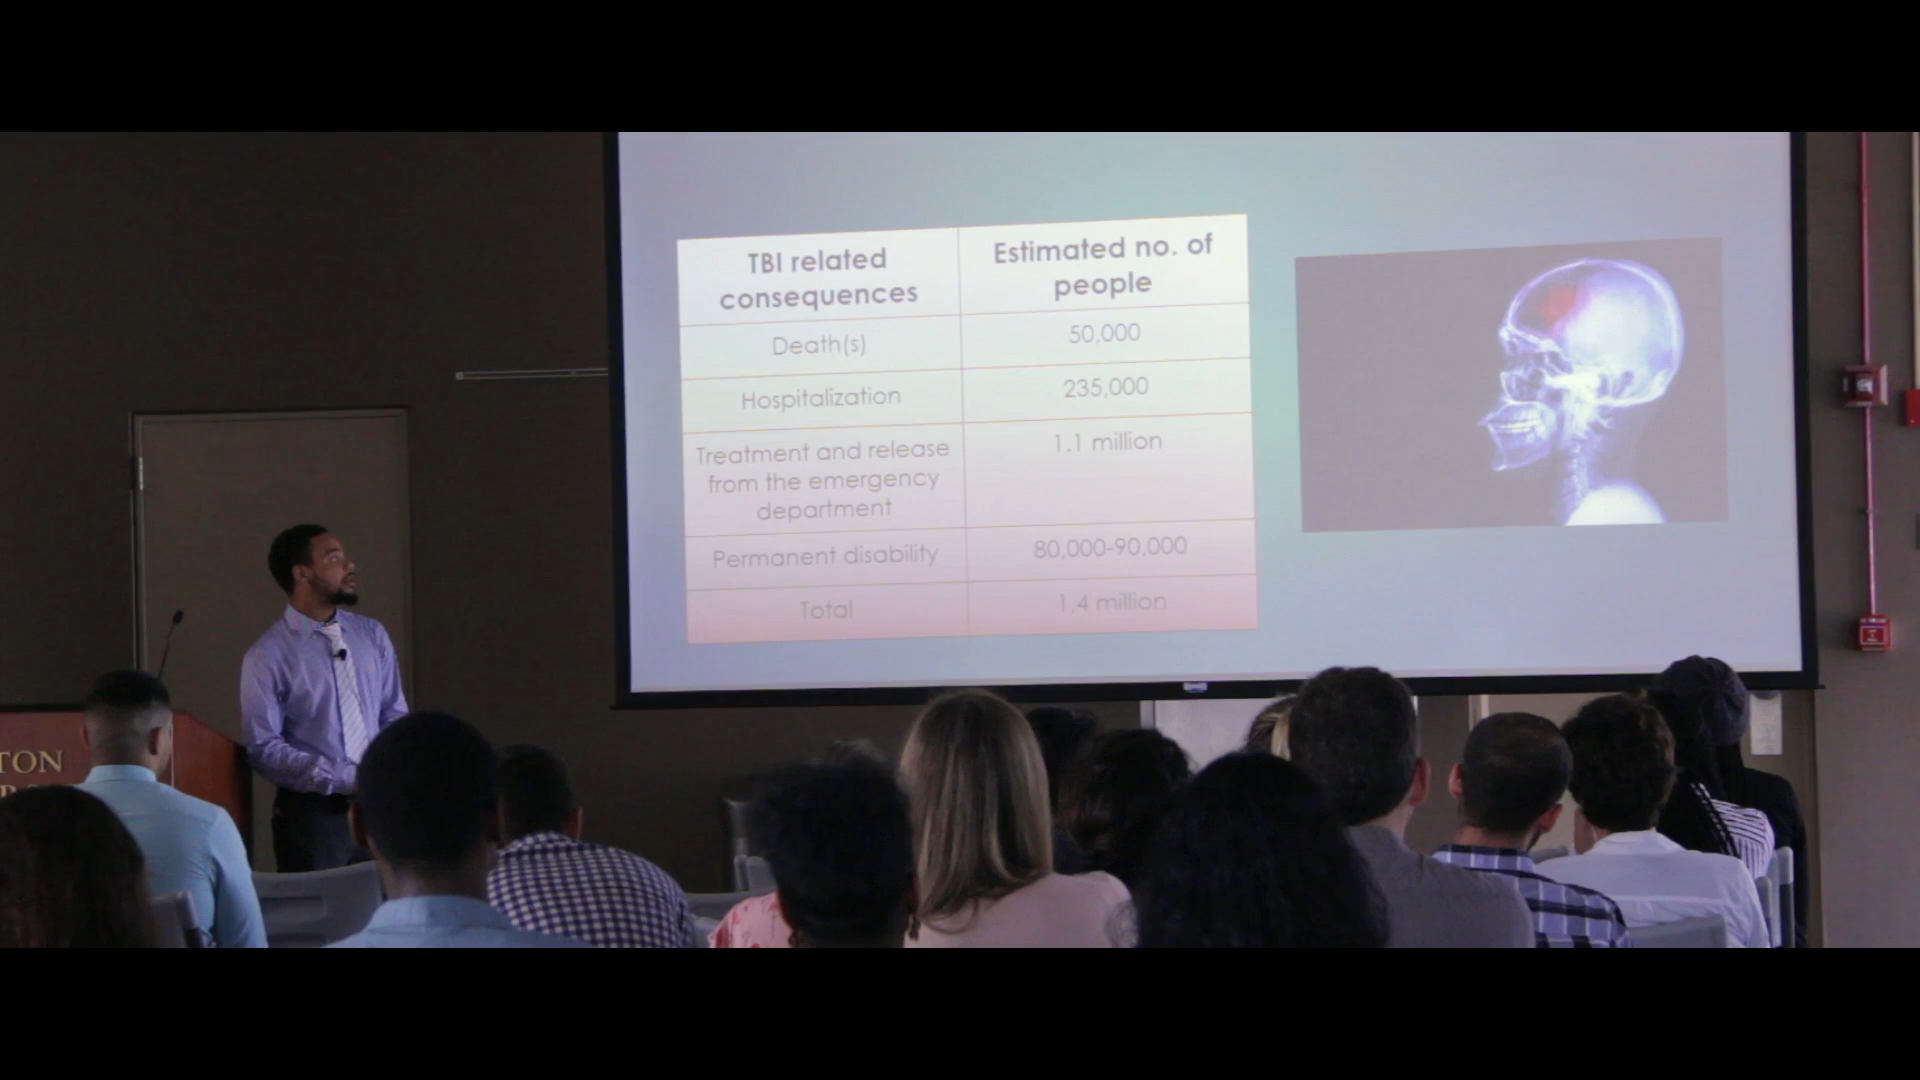 TBI related
consequences
Estimated no. of
people
Death(s)
50,000
Hospitalization
235,000
Treatment and release
from the emergency
department
1.1 million
Permanent disability
80,000-90,000
Total
1.4 million
TON